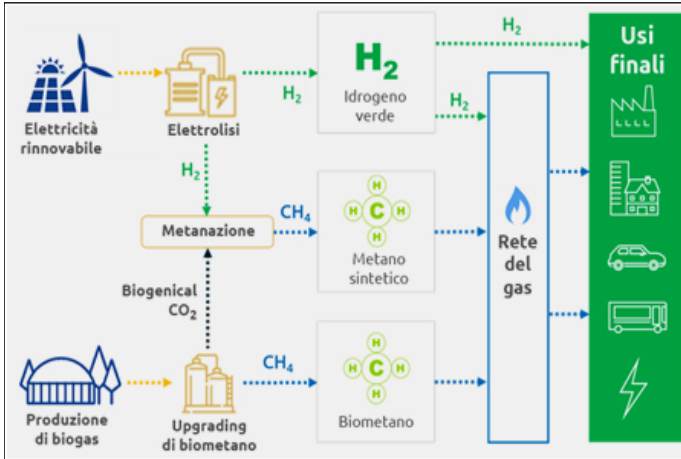 H₂
Usi
finali
H₂
Idrogeno
verde
H₂
H₂
Elettricità
rinnovabile
Elettrolisi
H₂
CH₄
H
H C H
H
Metanazione
Metano
sintetico
Rete
del
gas
Biogenical
CO₂
CH₄
H
H C H
H
Produzione
di biogas
Upgrading
di biometano
Biometano